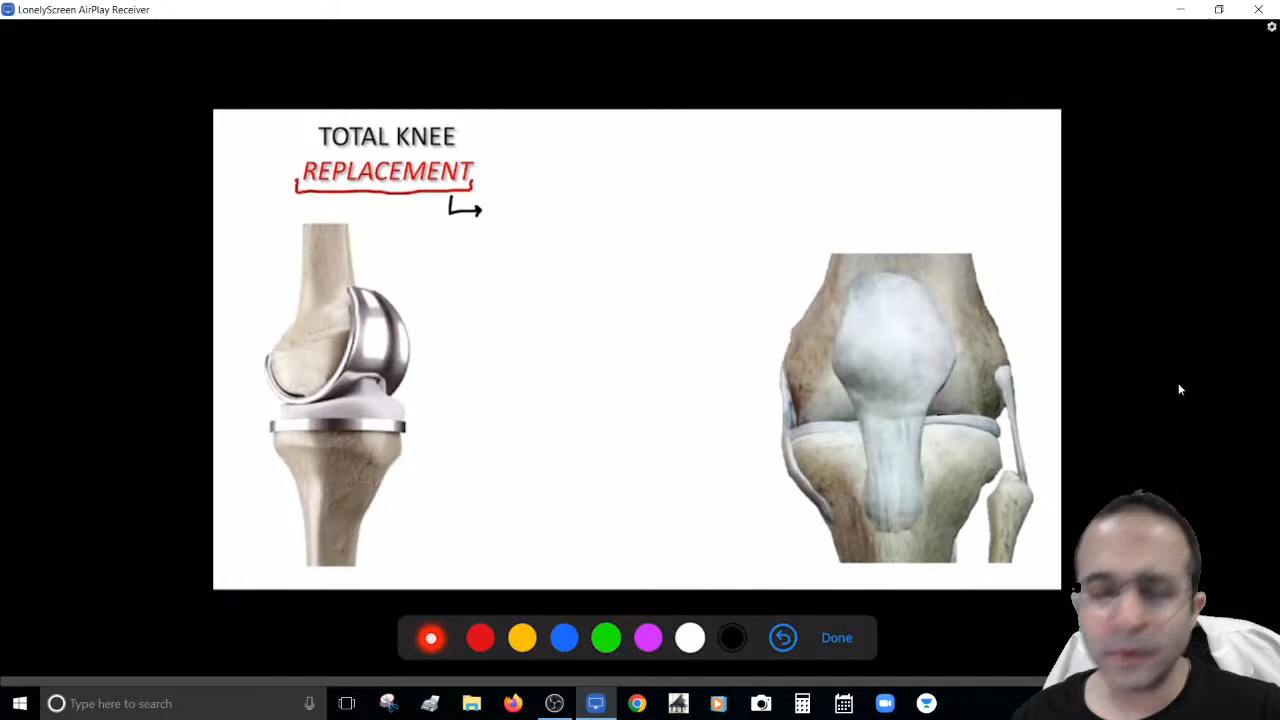 LonelyScreen AirPlay Receiver
TOTAL KNEE
REPLACEMENT
Done
Type here to search